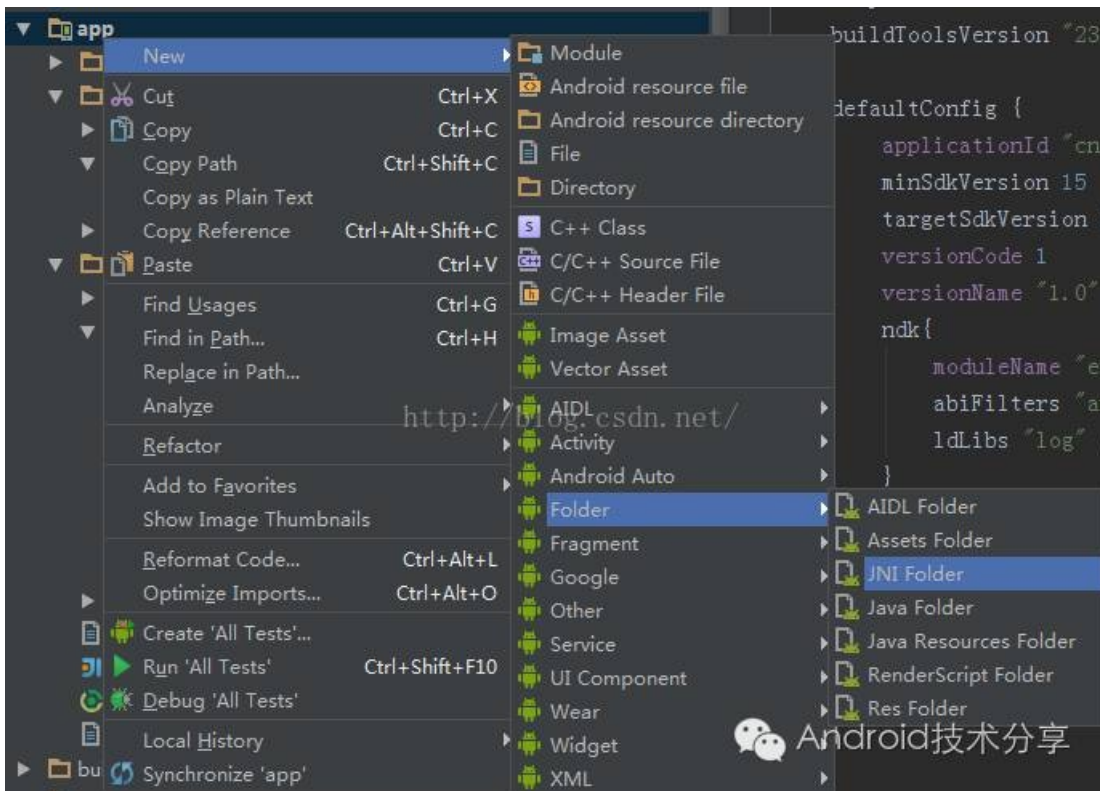 app
New
Cut Ctrl+X
Copy Ctrl+C
Copy Path Ctrl+Shift+C
Copy as Plain Text
Copy Reference Ctrl+Alt+Shift+C
Paste Ctrl+V
Find Usages Ctrl+G
Find in Path... Ctrl+H
Replace in Path...
Analyze
Refactor
Add to Favorites
Show Image Thumbnails
Reformat Code... Ctrl+Alt+L
Optimize Imports... Ctrl+Alt+O
Create 'All Tests'...
Run 'All Tests' Ctrl+Shift+F10
Debug 'All Tests'
Local History
bu
Synchronize 'app'
Module
Android resource file
Android resource directory
File
Directory
C++ Class
C/C++ Source File
C/C++ Header File
Image Asset
Vector Asset
AIDL
Activity
Android Auto
Folder
Fragment
Google
Other
Service
UI Component
Wear
Widget
XML
AIDL Folder
Assets Folder
JNI Folder
Java Folder
Java Resources Folder
RenderScript Folder
Res Folder
buildToolsVersion "23
defaultConfig {
applicationId "cn
minSdkVersion 15
targetSdkVersion
versionCode 1
versionName "1.0"
ndk{
moduleName "e
abiFilters "a
ldLibs "log"
}
http://blog.csdn.net/
Android技术分享